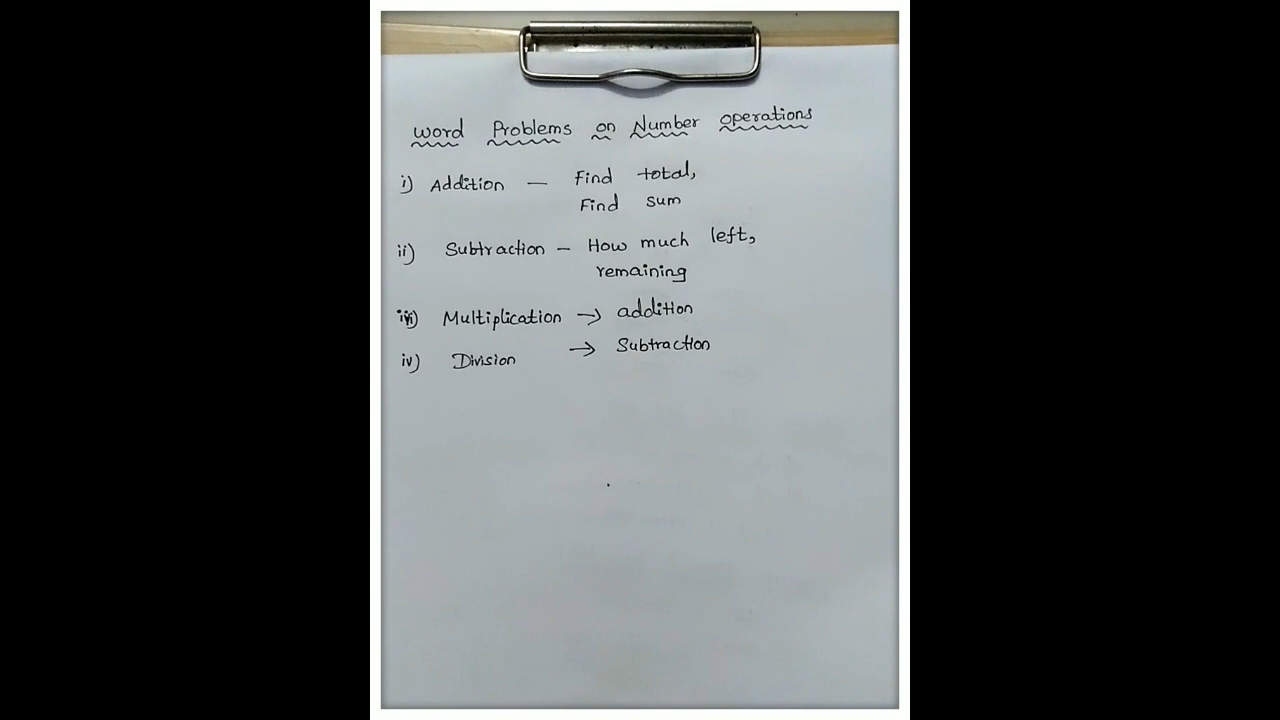 word Problems on Number operations
i) Addition — Find total,
Find sum
ii) Subtraction — How much left,
remaining
iii) Multiplication → addition
iv) Division → Subtraction